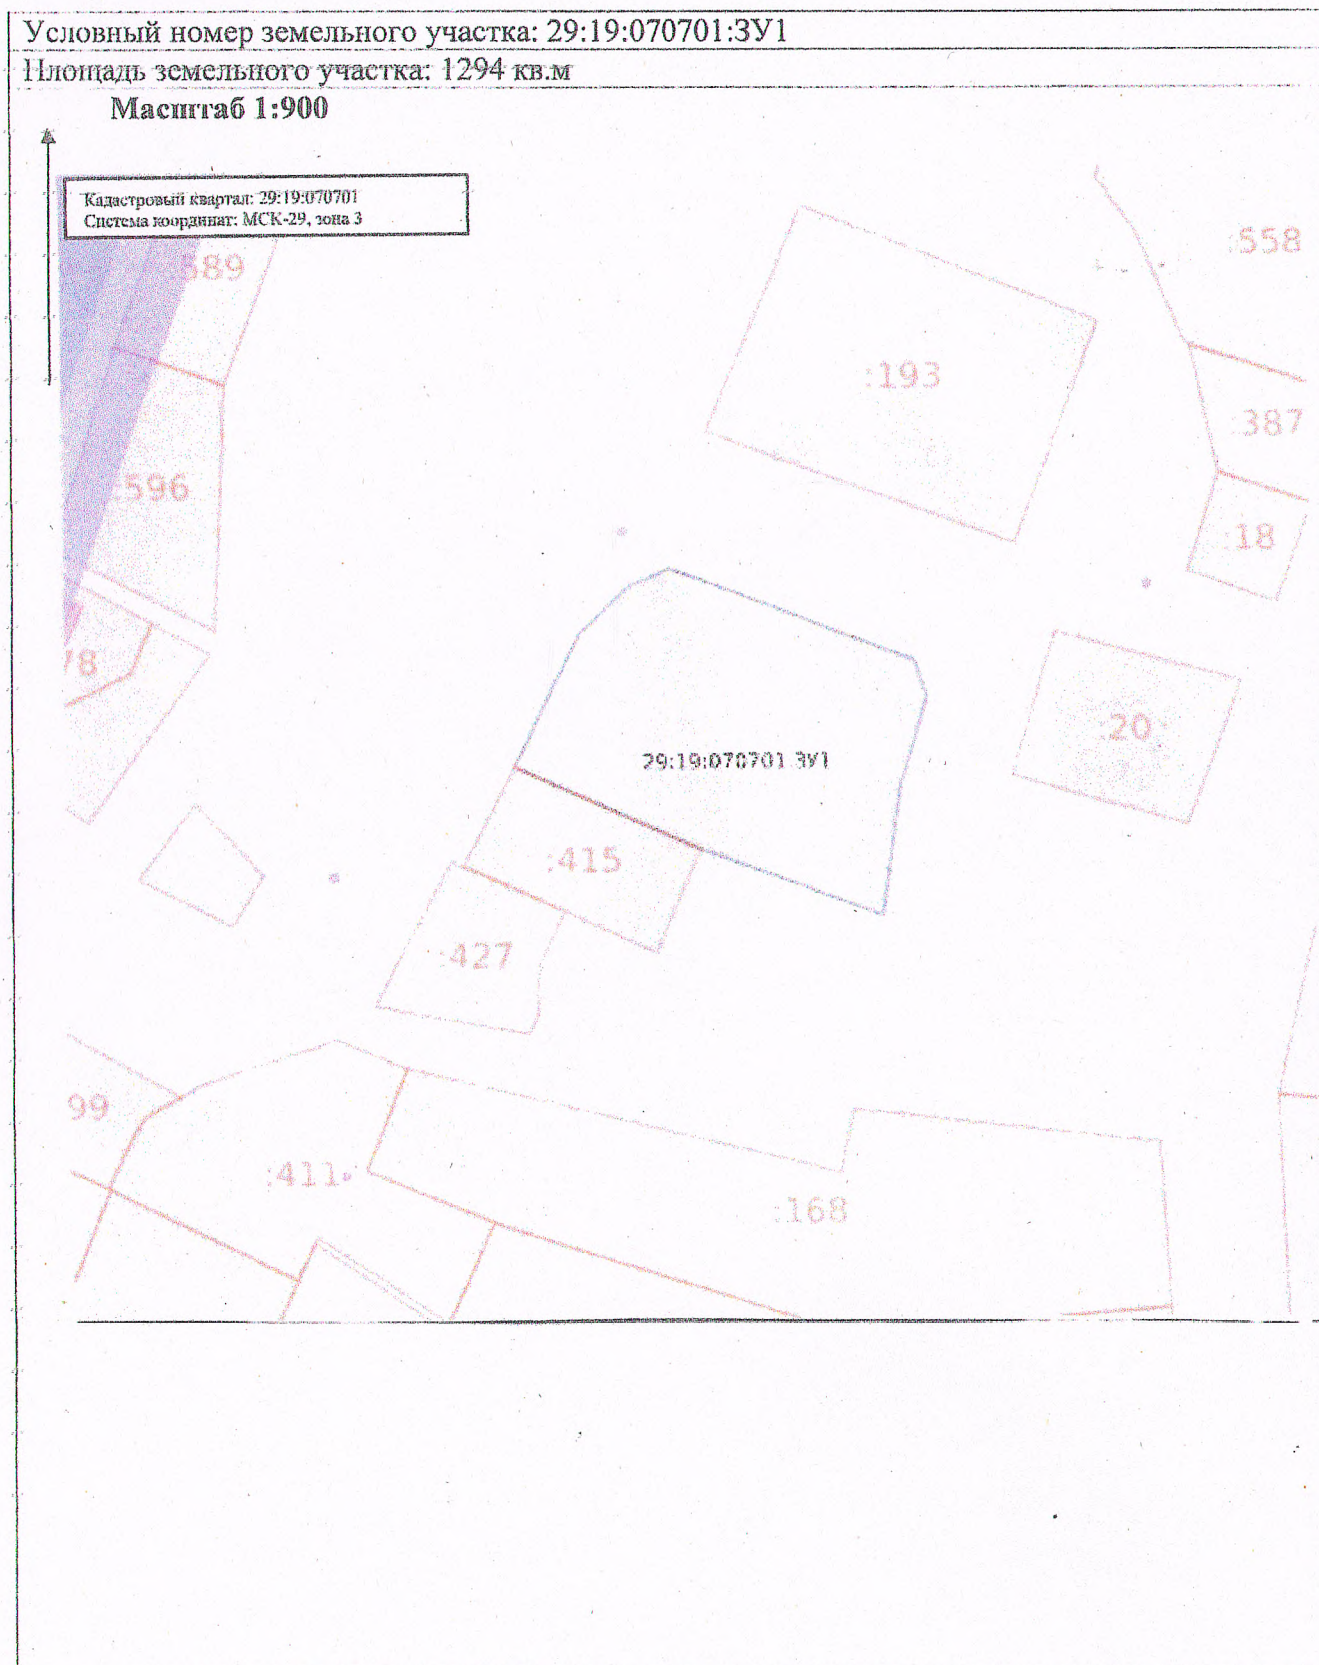 Условный номер земельного участка: 29:19:070701:ЗУ1
Площадь земельного участка: 1294 кв.м
Масштаб 1:900
Кадастровый квартал: 29:19:070701
Система координат: МСК-29, зона 3
:589
:558
:193
:387
:596
:18
78
:20
29:19:070701:ЗУ1
:415
:427
99
:411
:168